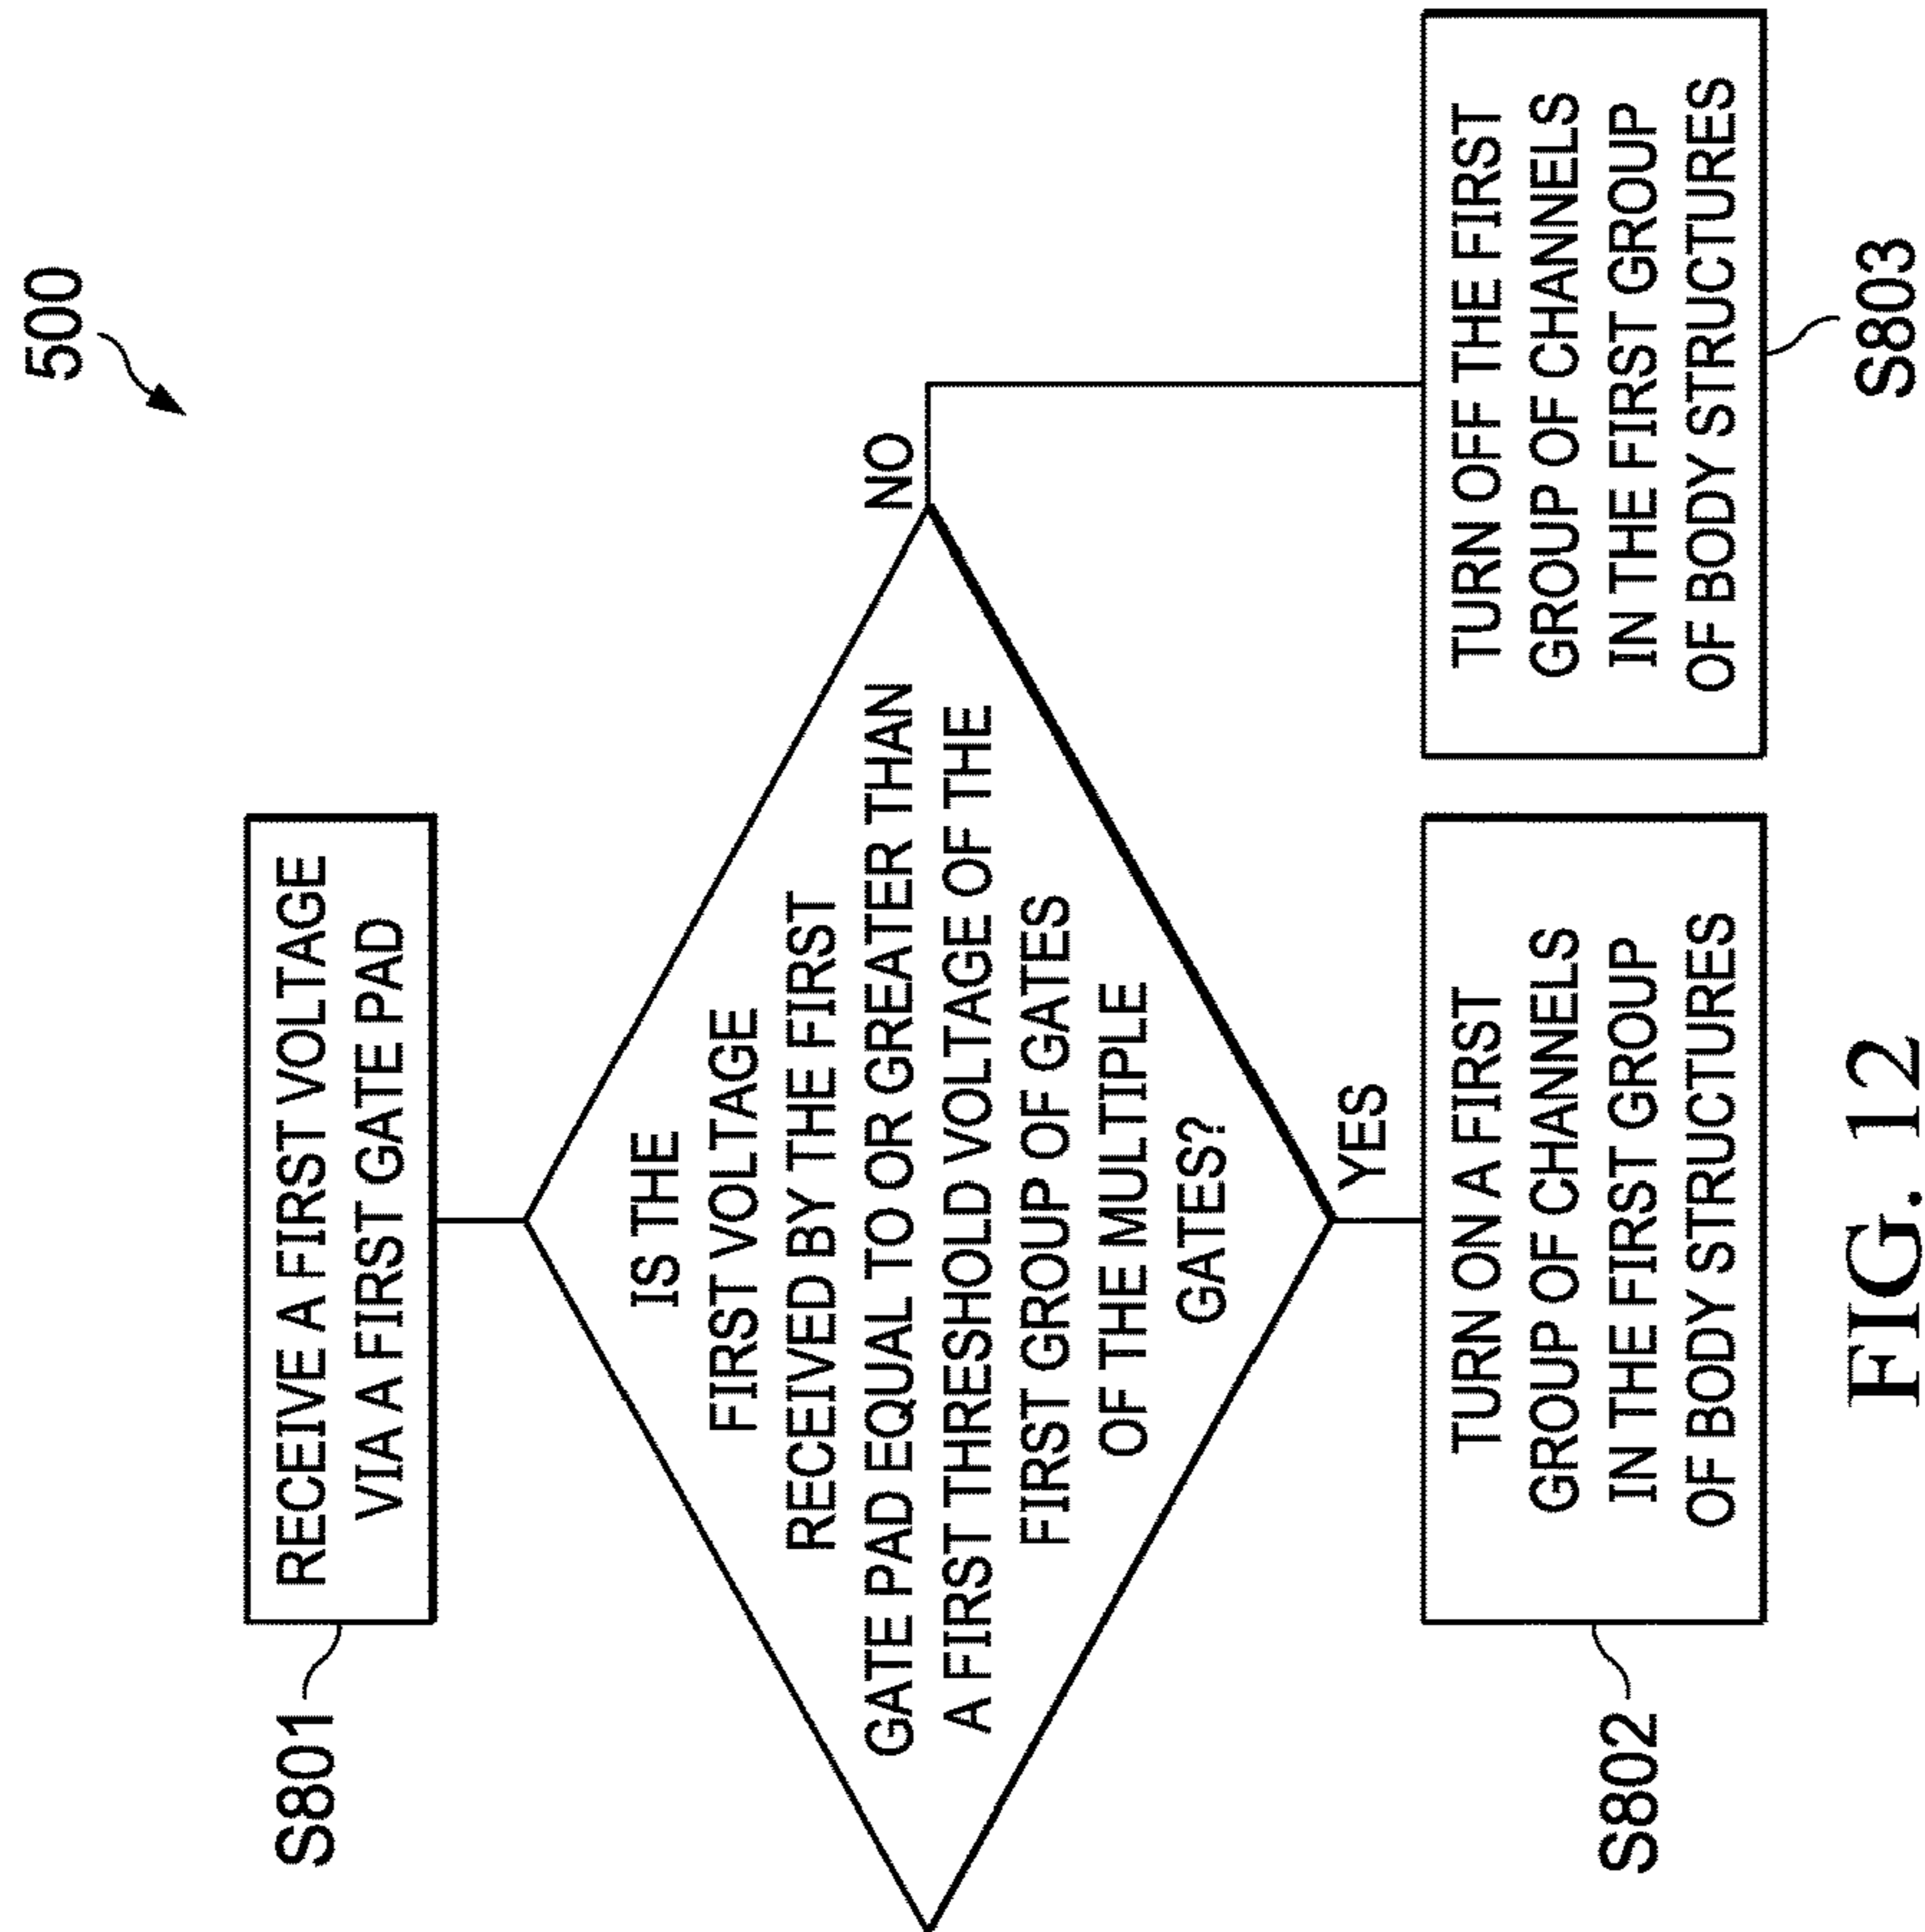 500
S801
RECEIVE A FIRST VOLTAGE
VIA A FIRST GATE PAD
IS THE
FIRST VOLTAGE
RECEIVED BY THE FIRST
GATE PAD EQUAL TO OR GREATER THAN
A FIRST THRESHOLD VOLTAGE OF THE
FIRST GROUP OF GATES
OF THE MULTIPLE
GATES?
NO
YES
S802
TURN ON A FIRST
GROUP OF CHANNELS
IN THE FIRST GROUP
OF BODY STRUCTURES
TURN OFF THE FIRST
GROUP OF CHANNELS
IN THE FIRST GROUP
OF BODY STRUCTURES
S803
FIG. 12